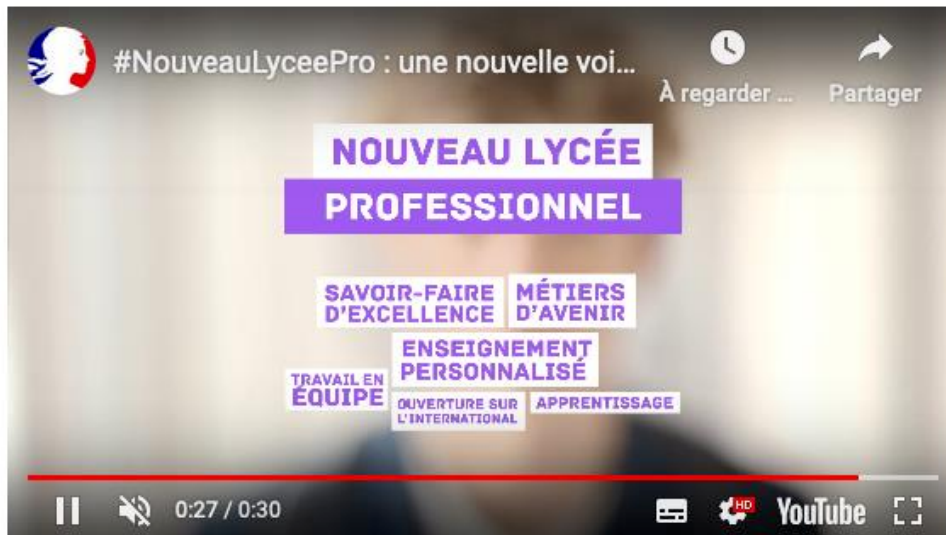 #NouveauLyceePro : une nouvelle voi...
À regarder ...
Partager
NOUVEAU LYCÉE
PROFESSIONNEL
SAVOIR-FAIRE
D'EXCELLENCE
MÉTIERS
D'AVENIR
ENSEIGNEMENT
PERSONNALISÉ
TRAVAIL EN
ÉQUIPE
OUVERTURE SUR
L'INTERNATIONAL
APPRENTISSAGE
0:27 / 0:30
HD
YouTube